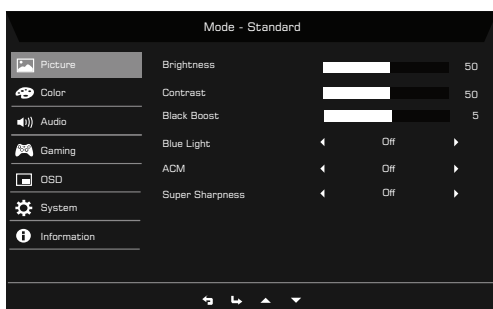 Mode - Standard
Picture
Color
Audio
Gaming
OSD
System
Information
Brightness 50
Contrast 50
Black Boost 5
Blue Light Off
ACM Off
Super Sharpness Off